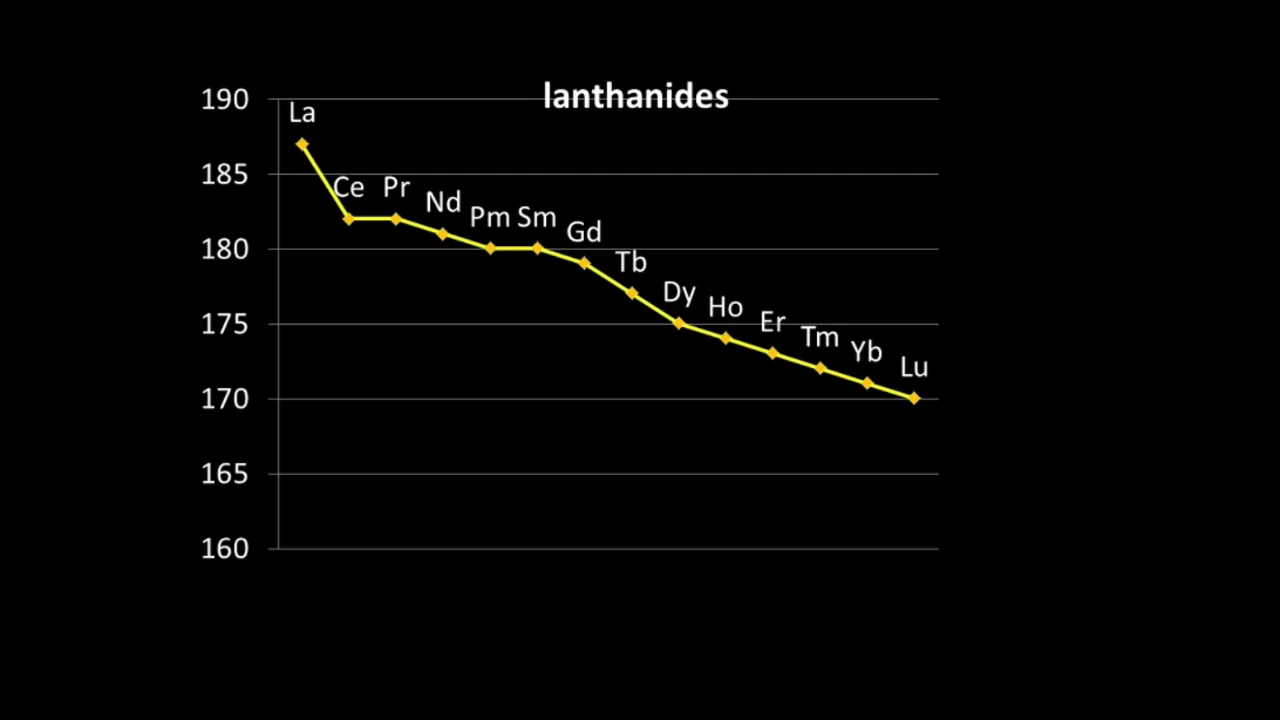 lanthanides
190
185
180
175
170
165
160
La
Ce
Pr
Nd
Pm
Sm
Gd
Tb
Dy
Ho
Er
Tm
Yb
Lu